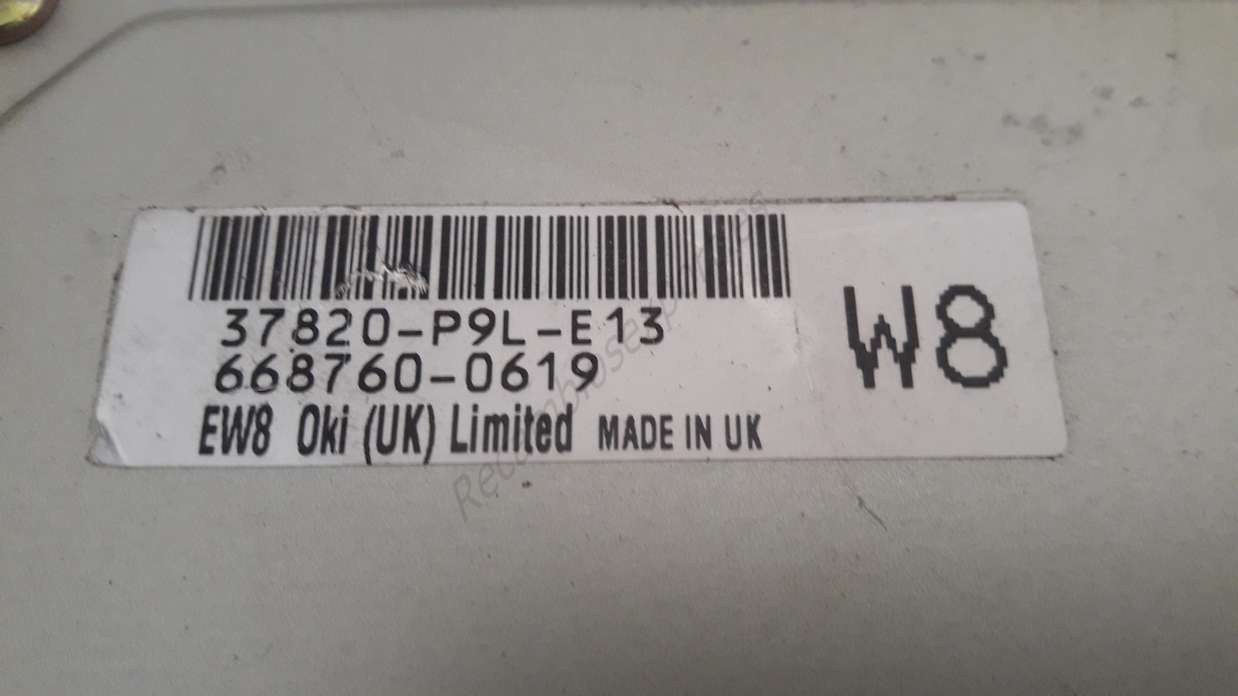 37820-P9L-E13
668760-0619
EW8 Oki (UK) Limited MADE IN UK
W8